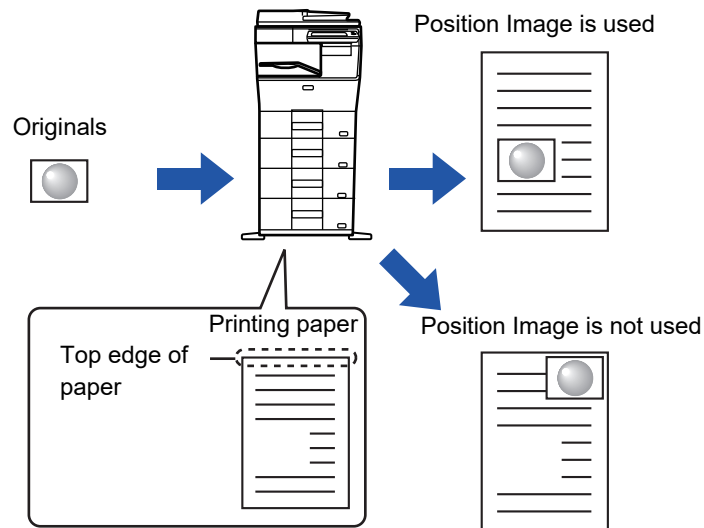 Position Image is used
Originals
Printing paper
Top edge of
paper
Position Image is not used